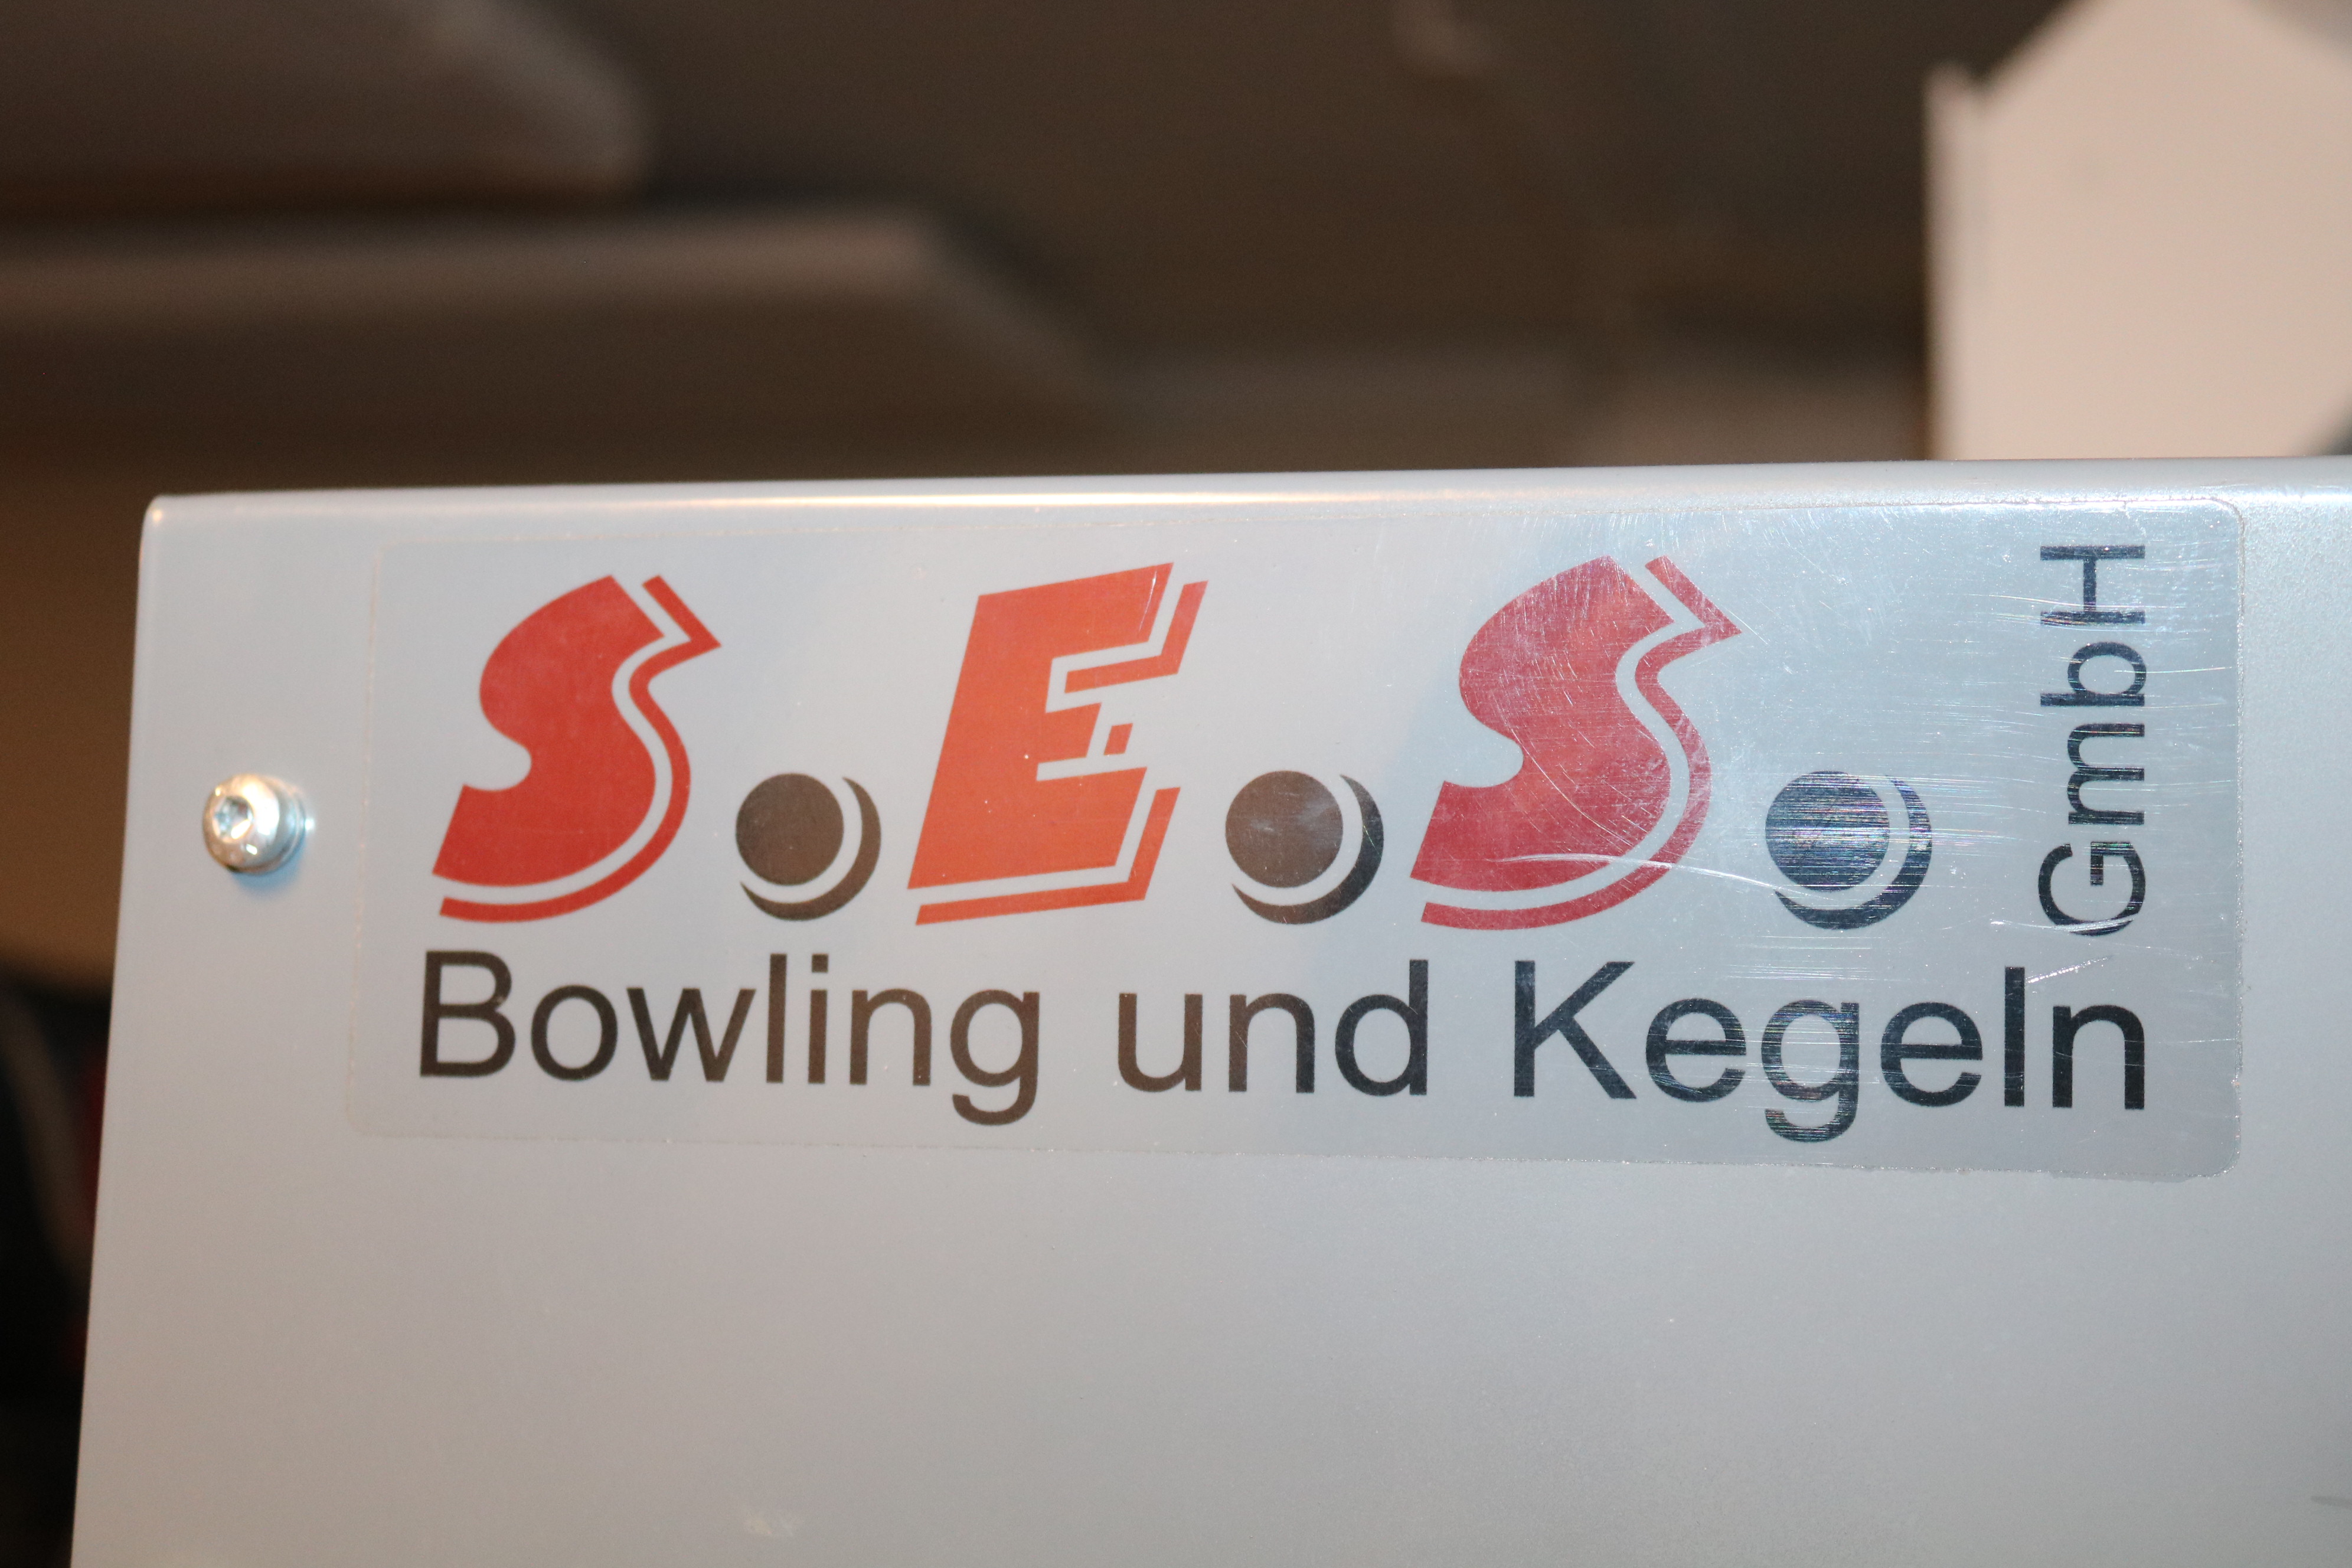 S.E.S. GmbH
Bowling und Kegeln